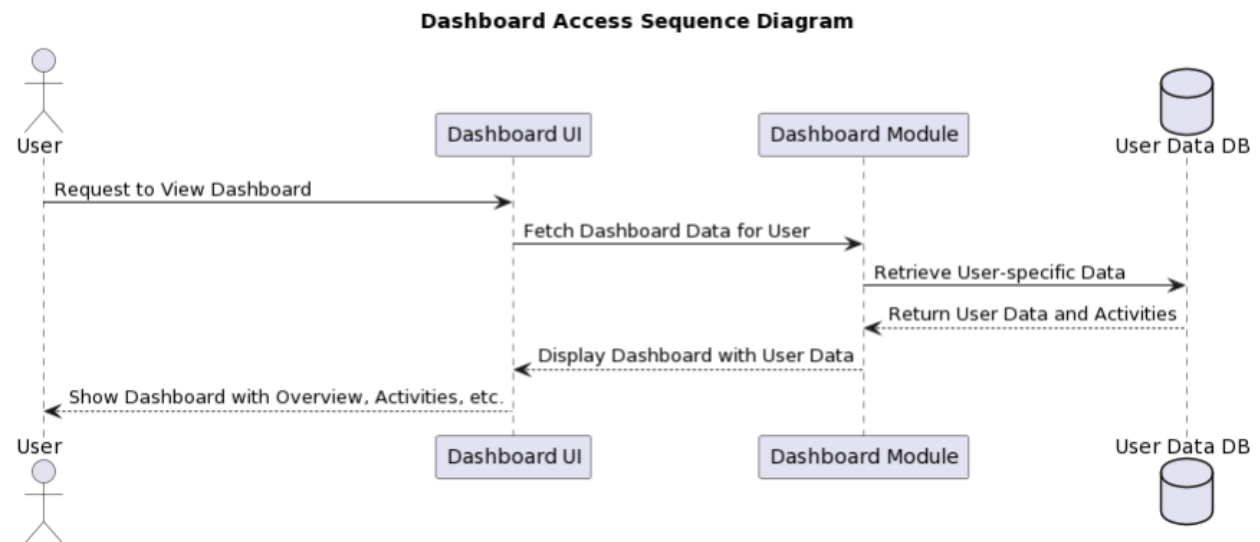 Dashboard Access Sequence Diagram
User
Dashboard UI
Dashboard Module
User Data DB
Request to View Dashboard
Fetch Dashboard Data for User
Retrieve User-specific Data
Return User Data and Activities
Display Dashboard with User Data
Show Dashboard with Overview, Activities, etc.
User
Dashboard UI
Dashboard Module
User Data DB